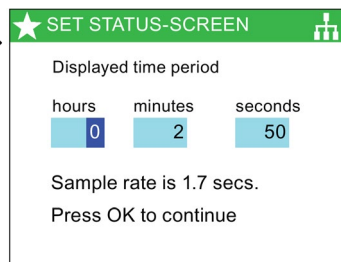 SET STATUS-SCREEN
Displayed time period
hours minutes seconds
0 2 50
Sample rate is 1.7 secs.
Press OK to continue